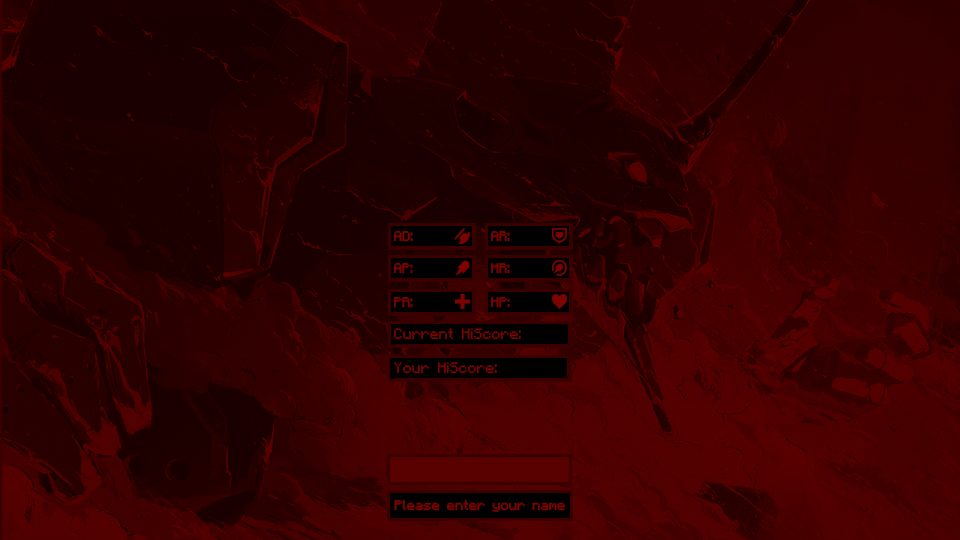 AD: AR:
AP: MR:
PR: HP:
Current HiScore:
Your HiScore:
Please enter your name